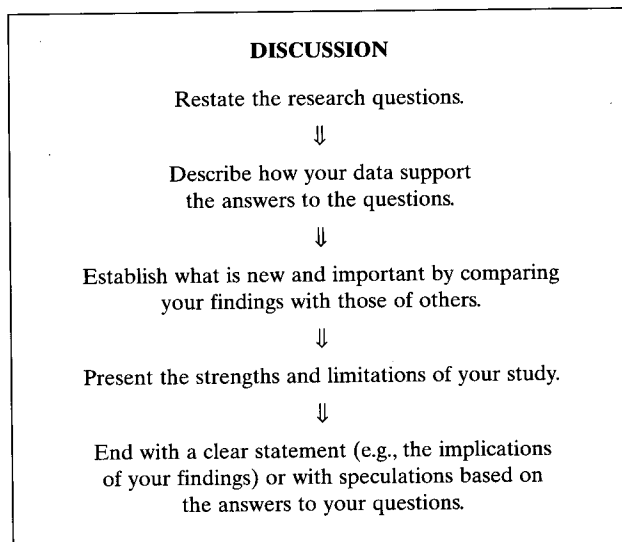 DISCUSSION
Restate the research questions.
⇓
Describe how your data support
the answers to the questions.
⇓
Establish what is new and important by comparing
your findings with those of others.
⇓
Present the strengths and limitations of your study.
⇓
End with a clear statement (e.g., the implications
of your findings) or with speculations based on
the answers to your questions.